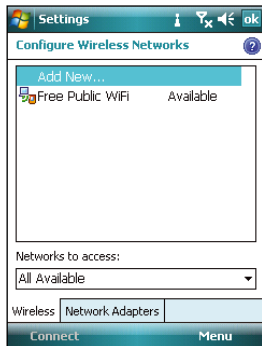 Settings ok
Configure Wireless Networks ?
Add New...
Free Public WiFi Available
Networks to access:
All Available
Wireless Network Adapters
Connect Menu